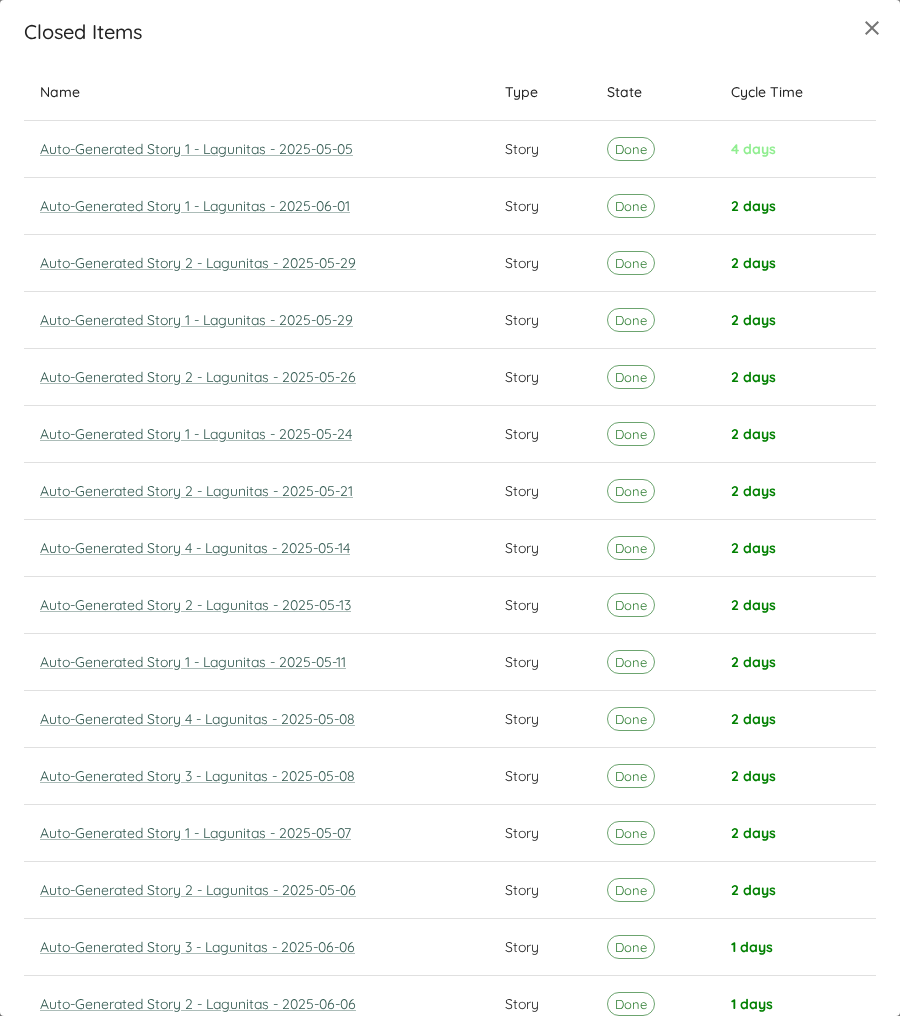 Closed Items
Name Type State Cycle Time
Auto-Generated Story 1 - Lagunitas - 2025-05-05 Story Done 4 days
Auto-Generated Story 1 - Lagunitas - 2025-06-01 Story Done 2 days
Auto-Generated Story 2 - Lagunitas - 2025-05-29 Story Done 2 days
Auto-Generated Story 1 - Lagunitas - 2025-05-29 Story Done 2 days
Auto-Generated Story 2 - Lagunitas - 2025-05-26 Story Done 2 days
Auto-Generated Story 1 - Lagunitas - 2025-05-24 Story Done 2 days
Auto-Generated Story 2 - Lagunitas - 2025-05-21 Story Done 2 days
Auto-Generated Story 4 - Lagunitas - 2025-05-14 Story Done 2 days
Auto-Generated Story 2 - Lagunitas - 2025-05-13 Story Done 2 days
Auto-Generated Story 1 - Lagunitas - 2025-05-11 Story Done 2 days
Auto-Generated Story 4 - Lagunitas - 2025-05-08 Story Done 2 days
Auto-Generated Story 3 - Lagunitas - 2025-05-08 Story Done 2 days
Auto-Generated Story 1 - Lagunitas - 2025-05-07 Story Done 2 days
Auto-Generated Story 2 - Lagunitas - 2025-05-06 Story Done 2 days
Auto-Generated Story 3 - Lagunitas - 2025-06-06 Story Done 1 days
Auto-Generated Story 2 - Lagunitas - 2025-06-06 Story Done 1 days